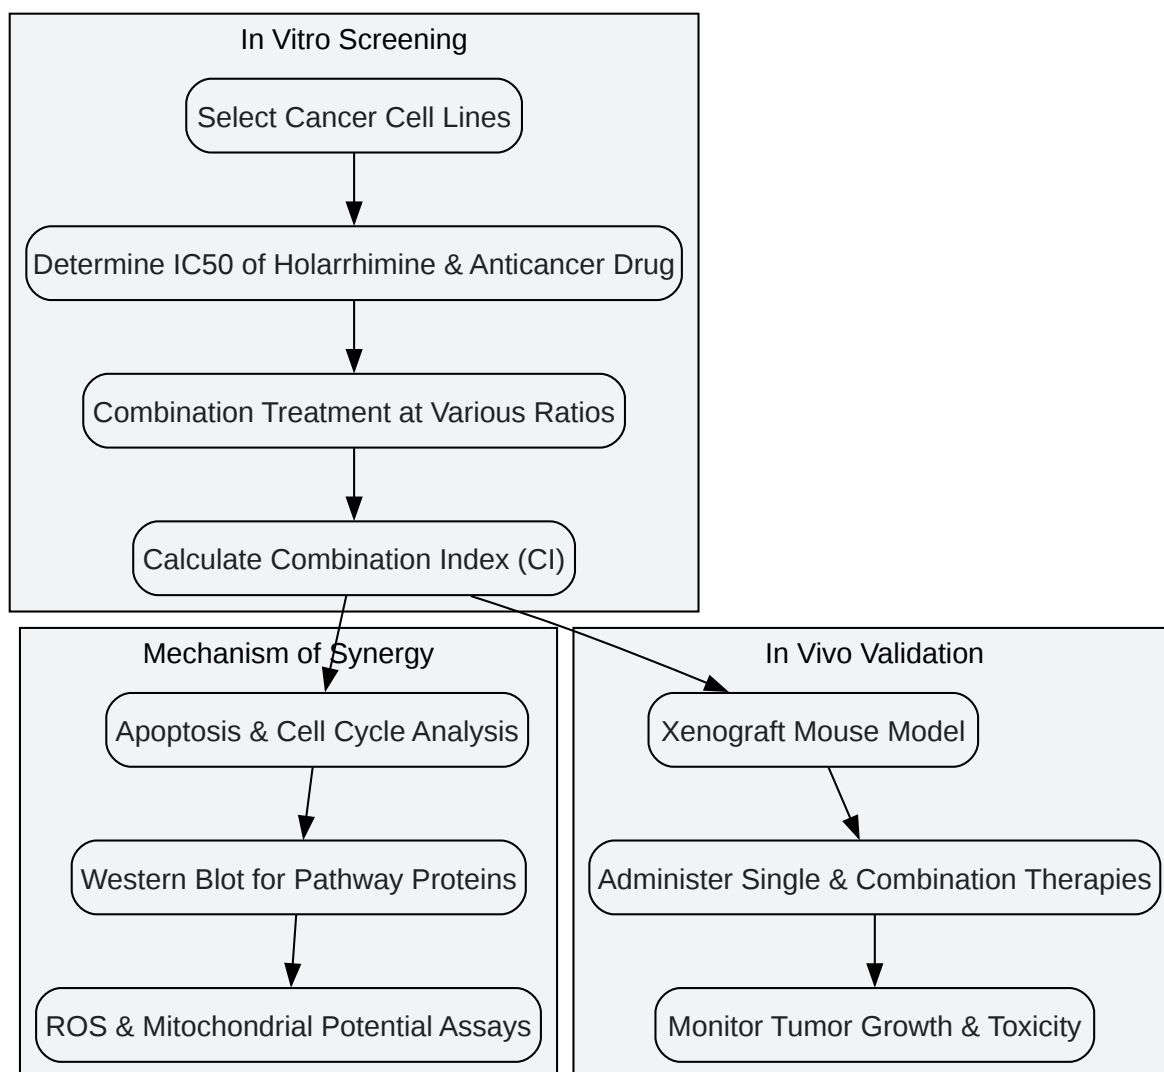 In Vitro Screening
Select Cancer Cell Lines
Determine IC50 of Holarrhimine & Anticancer Drug
Combination Treatment at Various Ratios
Calculate Combination Index (CI)
Mechanism of Synergy
Apoptosis & Cell Cycle Analysis
Western Blot for Pathway Proteins
ROS & Mitochondrial Potential Assays
In Vivo Validation
Xenograft Mouse Model
Administer Single & Combination Therapies
Monitor Tumor Growth & Toxicity